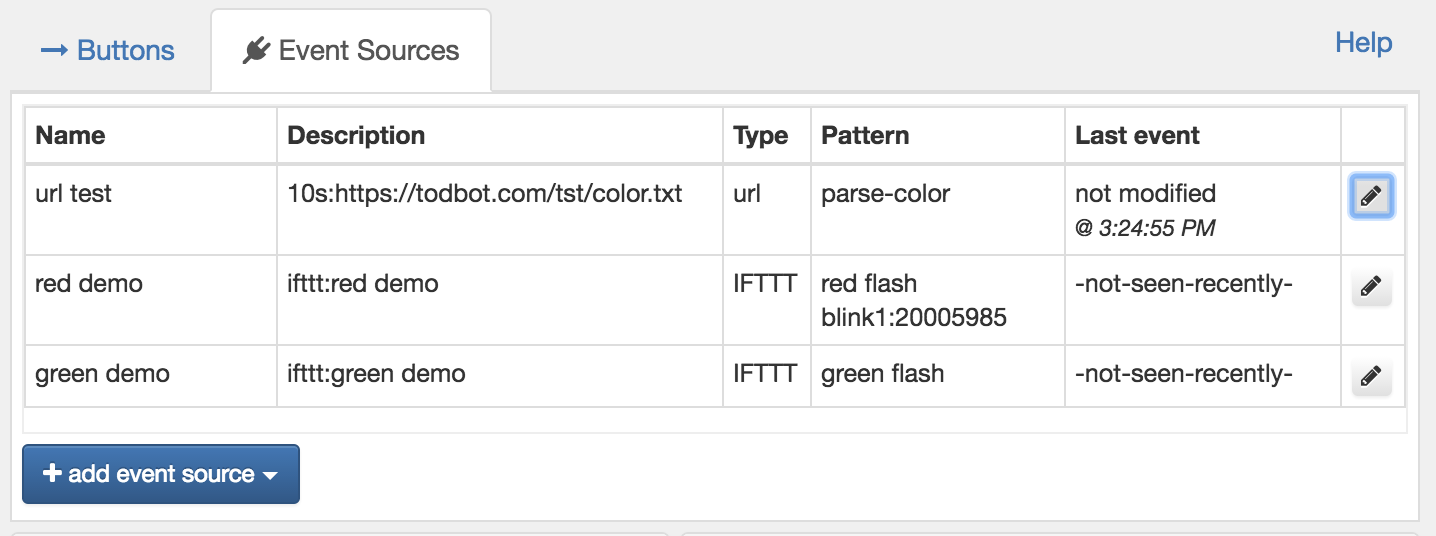 Buttons
Event Sources
Help
Name Description Type Pattern Last event
url test 10s:https://todbot.com/tst/color.txt url parse-color not modified
@ 3:24:55 PM
red demo ifttt:red demo IFTTT red flash -not-seen-recently-
blink1:20005985
green demo ifttt:green demo IFTTT green flash -not-seen-recently-
add event source